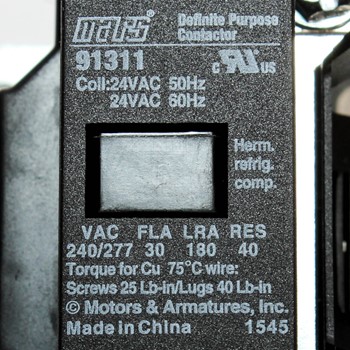 mars
Definite Purpose
Contactor
91311
c UL US
Coil:24VAC 50Hz
24VAC 60Hz
Herm.
refrig.
comp.
VAC FLA LRA RES
240/277 30 180 40
Torque for Cu 75°C wire:
Screws 25 Lb-in/Lugs 40 Lb-in
© Motors & Armatures, Inc.
Made in China 1545